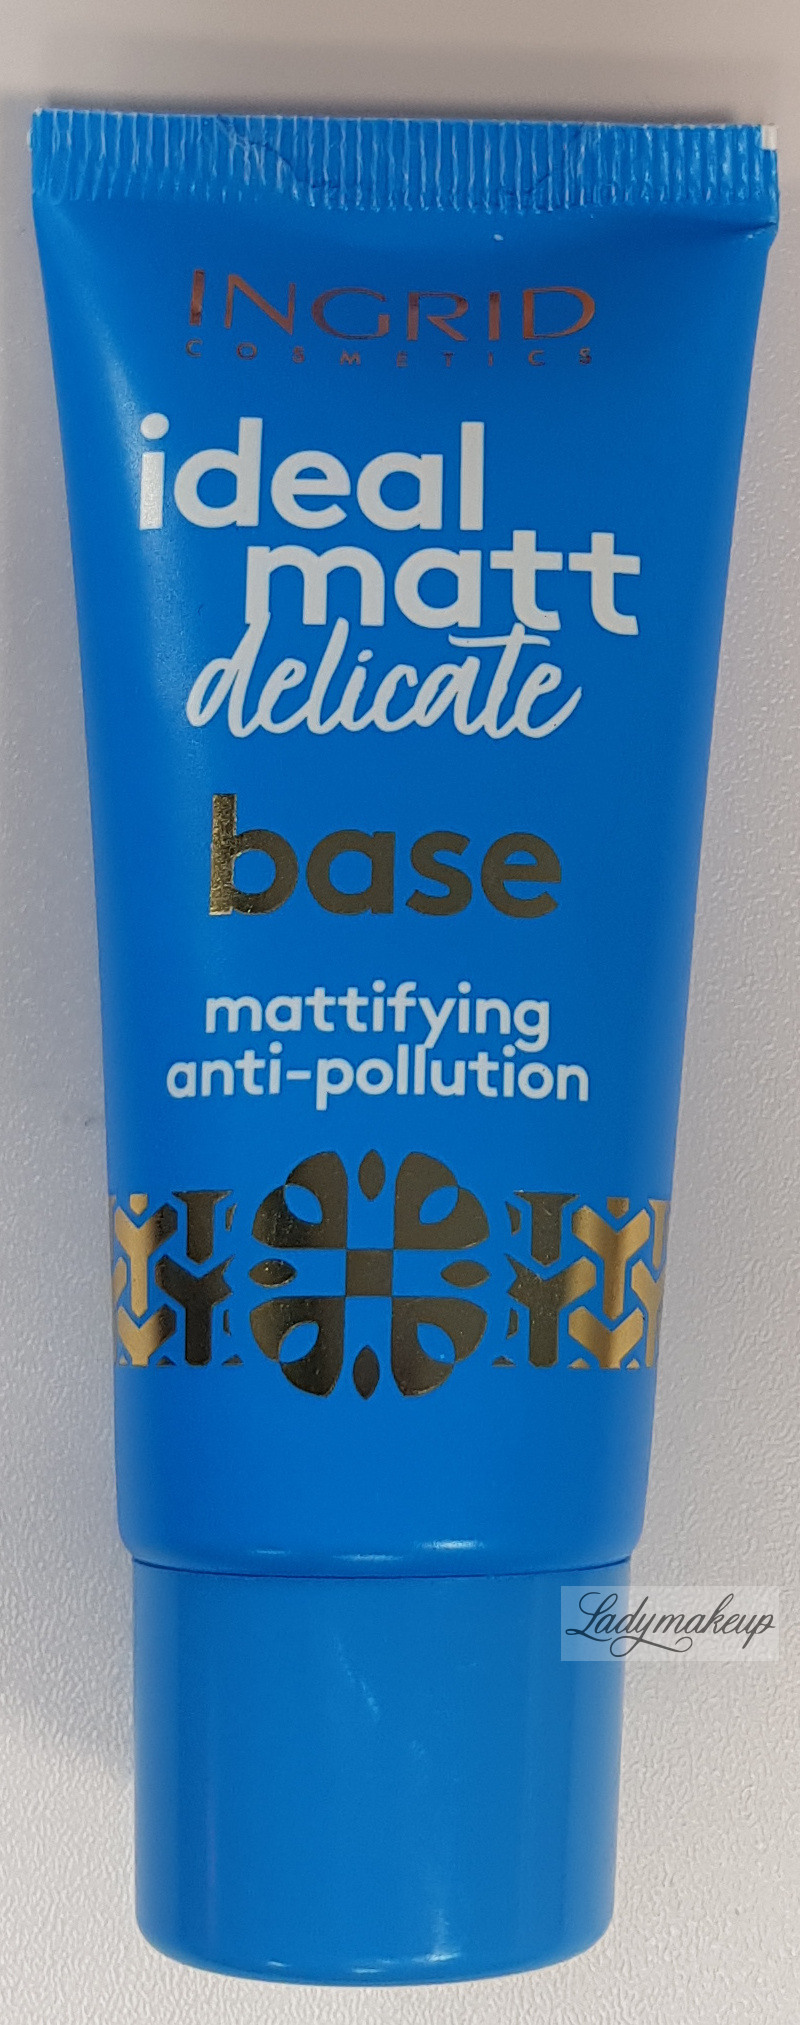 INGRID
COSMETICS
ideal
matt
delicate
base
mattifying
anti-pollution
Ladymakeup